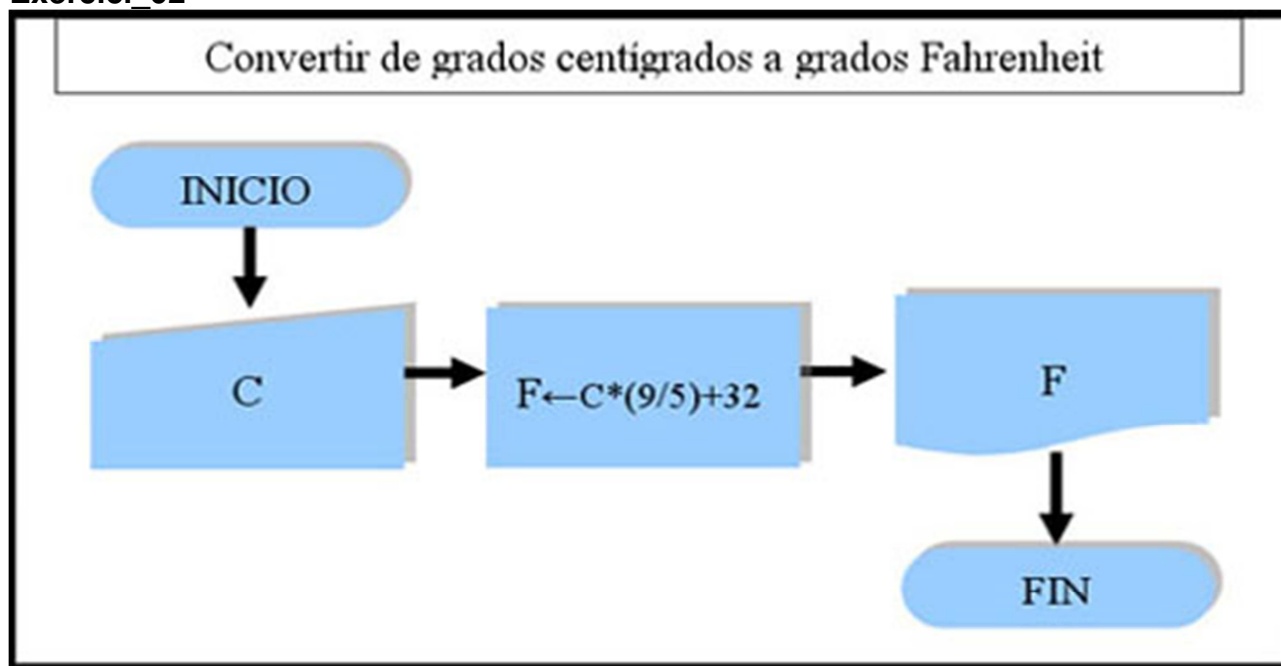 Convertir de grados centígrados a grados Fahrenheit
INICIO
C
F←C*(9/5)+32
F
FIN